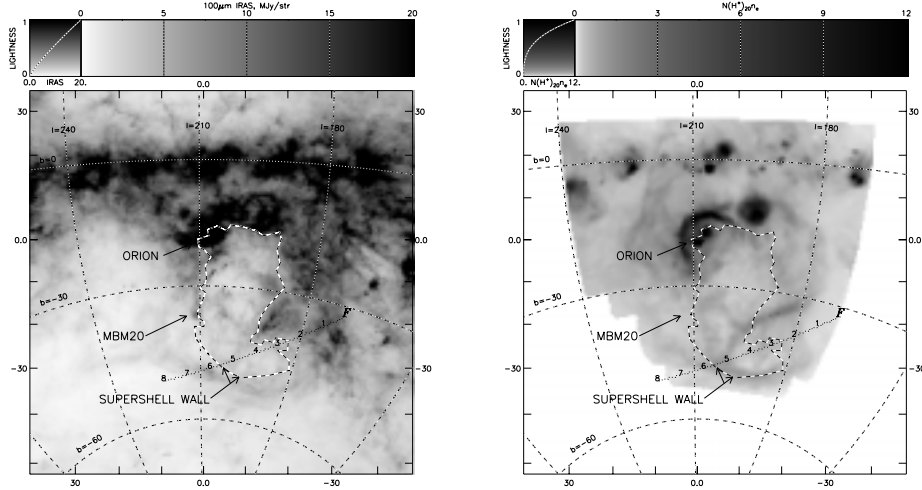 100μm IRAS, MJy/str
0 5 10 15 20
LIGHTNESS
1
0
0.0 IRAS 20.
0.0
30
30
l=240
l=210
l=180
b=0
0.0
0.0
ORION
b=-30
F
MBM20
1
2
3
4
5
6
7
8
-30
-30
SUPERSHELL WALL
b=-60
30 0.0 -30
N(H⁺)₂₀nₑ
0 3 6 9 12
LIGHTNESS
1
0
0. N(H⁺)₂₀nₑ 12.
0.0
30
30
l=240
l=210
l=180
b=0
0.0
0.0
ORION
b=-30
F
MBM20
1
2
3
4
5
6
7
8
-30
-30
SUPERSHELL WALL
b=-60
30 0.0 -30